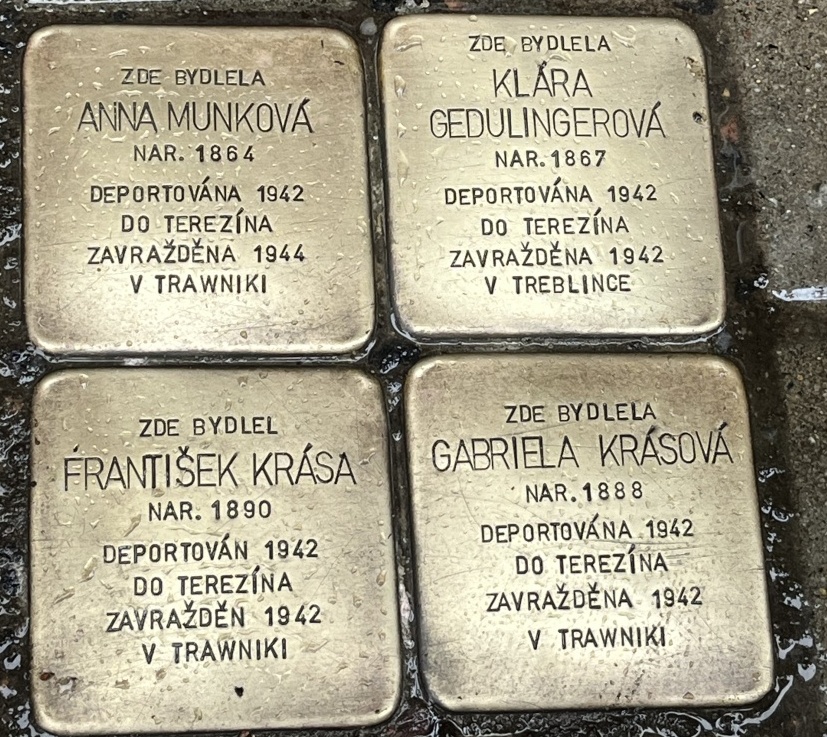 ZDE BYDLELA
ANNA MUNKOVÁ
NAR. 1864
DEPORTOVÁNA 1942
DO TEREZÍNA
ZAVRAŽDĚNA 1944
V TRAWNIKI
ZDE BYDLELA
KLÁRA
GEDULINGEROVÁ
NAR. 1867
DEPORTOVÁNA 1942
DO TEREZÍNA
ZAVRAŽDĚNA 1942
V TREBLINCE
ZDE BYDLEL
FRANTIŠEK KRÁSA
NAR. 1890
DEPORTOVÁN 1942
DO TEREZÍNA
ZAVRAŽDĚN 1942
V TRAWNIKI
ZDE BYDLELA
GABRIELA KRÁSOVÁ
NAR. 1888
DEPORTOVÁNA 1942
DO TEREZÍNA
ZAVRAŽDĚNA 1942
V TRAWNIKI